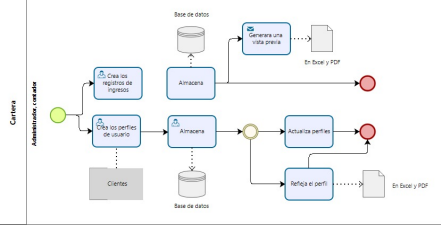 Cartera
Administrador, contador
Base de datos
Generara una
vista previa
En Excel y PDF
Crea los
registros de
ingresos
Almacena
Crea los perfiles
de usuario
Almacena
Actualiza perfiles
Clientes
Base de datos
Refleja el perfil
En Excel y PDF